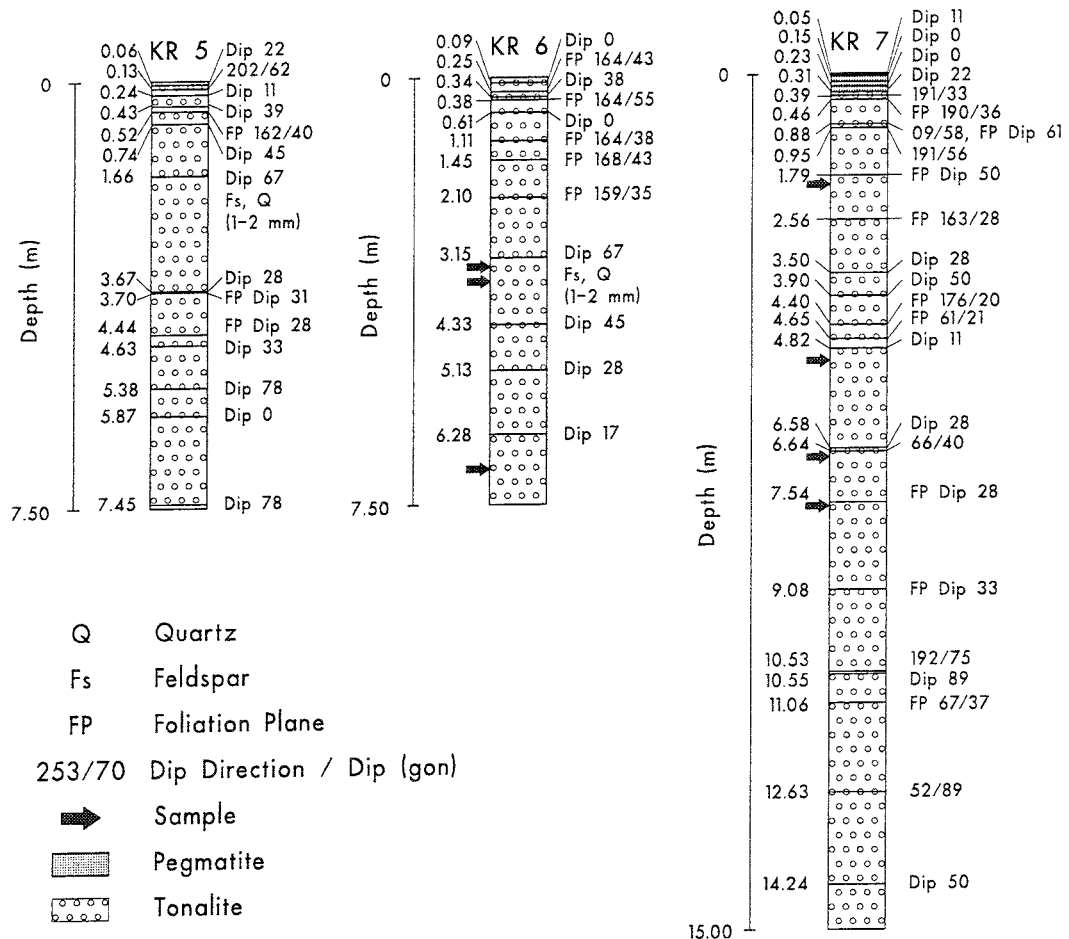 KR 5
0.06 Dip 22
0 0.13 202/62
0.24 Dip 11
0.43 Dip 39
0.52 FP 162/40
0.74 Dip 45
1.66 Dip 67
Fs, Q
(1-2 mm)
Depth (m)
3.67 Dip 28
3.70 FP Dip 31
4.44 FP Dip 28
4.63 Dip 33
5.38 Dip 78
5.87 Dip 0
7.45 Dip 78
7.50
KR 6
0.09 Dip 0
0 0.25 FP 164/43
0.34 Dip 38
0.38 FP 164/55
0.61 Dip 0
1.11 FP 164/38
1.45 FP 168/43
2.10 FP 159/35
3.15 Dip 67
Fs, Q
(1-2 mm)
Depth (m)
4.33 Dip 45
5.13 Dip 28
6.28 Dip 17
7.50
KR 7
0.05 Dip 11
0.15 Dip 0
0.23 Dip 0
0 0.31 Dip 22
0.39 191/33
0.46 FP 190/36
0.88 09/58, FP Dip 61
0.95 191/56
1.79 FP Dip 50
2.56 FP 163/28
3.50 Dip 28
3.90 Dip 50
4.40 FP 176/20
4.65 FP 61/21
4.82 Dip 11
6.58 Dip 28
6.64 66/40
Depth (m)
7.54 FP Dip 28
9.08 FP Dip 33
10.53 192/75
10.55 Dip 89
11.06 FP 67/37
12.63 52/89
14.24 Dip 50
15.00
Q Quartz
Fs Feldspar
FP Foliation Plane
253/70 Dip Direction / Dip (gon)
Sample
Pegmatite
Tonalite